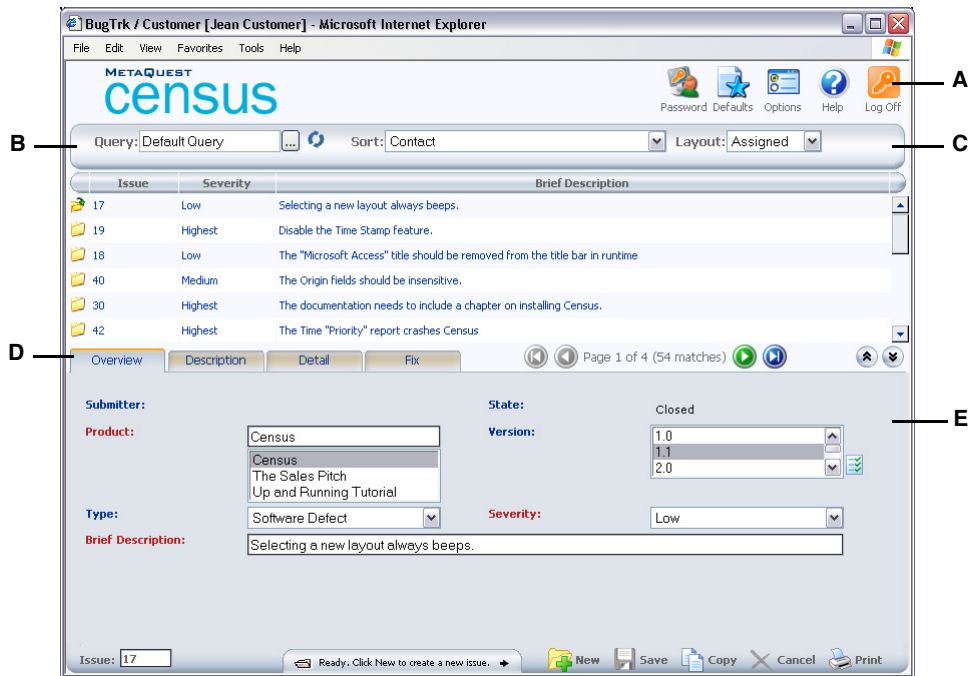 BugTrk / Customer [Jean Customer] - Microsoft Internet Explorer
File Edit View Favorites Tools Help
METAQUEST
census
Password Defaults Options Help Log Off
A
B
Query: Default Query ... Sort: Contact Layout: Assigned
C
Issue Severity Brief Description
17 Low Selecting a new layout always beeps.
19 Highest Disable the Time Stamp feature.
18 Low The "Microsoft Access" title should be removed from the title bar in runtime
40 Medium The Origin fields should be insensitive.
30 Highest The documentation needs to include a chapter on installing Census.
42 Highest The Time "Priority" report crashes Census
D
Overview Description Detail Fix Page 1 of 4 (54 matches)
Submitter: State: Closed
E
Product: Census Version: 1.0
Census 1.1
The Sales Pitch 2.0
Up and Running Tutorial
Type: Software Defect Severity: Low
Brief Description: Selecting a new layout always beeps.
Issue: 17 Ready. Click New to create a new issue. New Save Copy Cancel Print